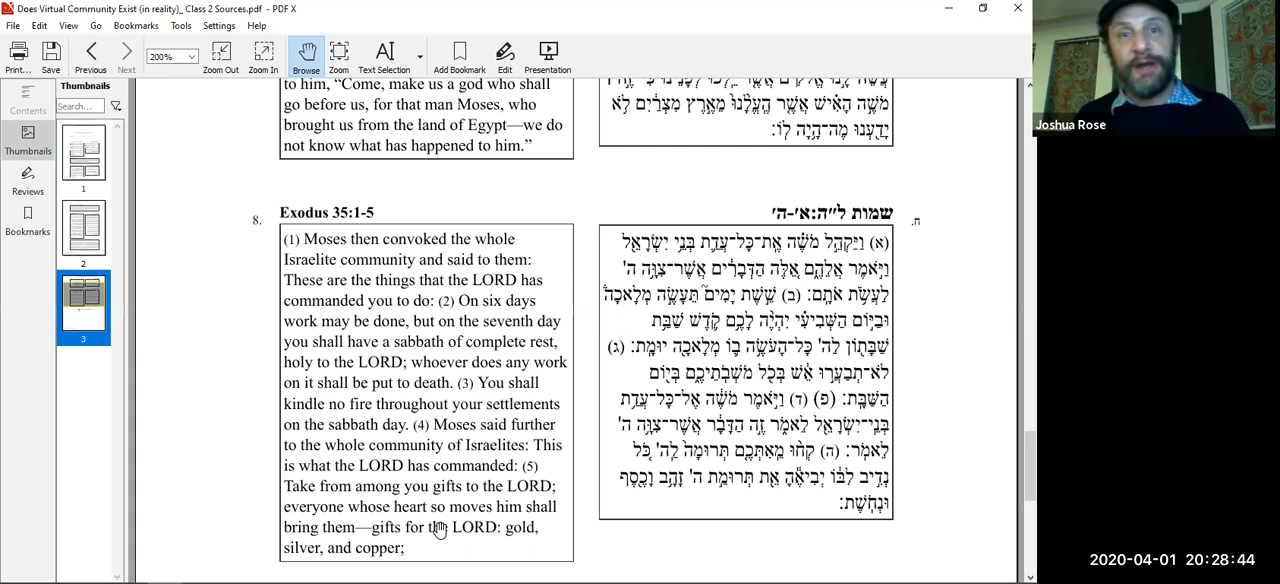 Does Virtual Community Exist (in reality)_ Class 2 Sources.pdf - PDF X
File Edit View Go Bookmarks Tools Settings Help
Print... Save Previous Next 200% Zoom Out Zoom In Browse Zoom Text Selection Add Bookmark Edit Presentation
Contents
Thumbnails
Reviews
Bookmarks
Thumbnails
Search...
1
2
3
to him, “Come, make us a god who shall
go before us, for that man Moses, who
brought us from the land of Egypt—we do
not know what has happened to him.”
מֹשֶׁה הָאִישׁ אֲשֶׁר הֶעֱלָנוּ מֵאֶרֶץ מִצְרַיִם לֹא
יָדַעְנוּ מֶה־הָיָה לוֹ׃
8.
Exodus 35:1-5
(1) Moses then convoked the whole
Israelite community and said to them:
These are the things that the LORD has
commanded you to do: (2) On six days
work may be done, but on the seventh day
you shall have a sabbath of complete rest,
holy to the LORD; whoever does any work
on it shall be put to death. (3) You shall
kindle no fire throughout your settlements
on the sabbath day. (4) Moses said further
to the whole community of Israelites: This
is what the LORD has commanded: (5)
Take from among you gifts to the LORD;
everyone whose heart so moves him shall
bring them—gifts for the LORD: gold,
silver, and copper;
ח.
שמות ל״ה:א׳-ה׳
(א) וַיַּקְהֵל מֹשֶׁה אֶת־כָּל־עֲדַת בְּנֵי יִשְׂרָאֵל
וַיֹּאמֶר אֲלֵהֶם אֵלֶּה הַדְּבָרִים אֲשֶׁר־צִוָּה ה'
לַעֲשֹׂת אֹתָם׃ (ב) שֵׁשֶׁת יָמִים תֵּעָשֶׂה מְלָאכָה
וּבַיּוֹם הַשְּׁבִיעִי יִהְיֶה לָכֶם קֹדֶשׁ שַׁבַּת
שַׁבָּתוֹן לַה' כָּל־הָעֹשֶׂה בוֹ מְלָאכָה יוּמָת׃ (ג)
לֹא־תְבַעֲרוּ אֵשׁ בְּכֹל מֹשְׁבֹתֵיכֶם בְּיוֹם
הַשַּׁבָּת׃ (פ) (ד) וַיֹּאמֶר מֹשֶׁה אֶל־כָּל־עֲדַת
בְּנֵי־יִשְׂרָאֵל לֵאמֹר זֶה הַדָּבָר אֲשֶׁר־צִוָּה ה'
לֵאמֹר׃ (ה) קְחוּ מֵאִתְּכֶם תְּרוּמָה לַה' כֹּל
נְדִיב לִבּוֹ יְבִיאֶהָ אֵת תְּרוּמַת ה' זָהָב וָכֶסֶף
וּנְחֹשֶׁת׃
Joshua Rose
2020-04-01 20:28:44